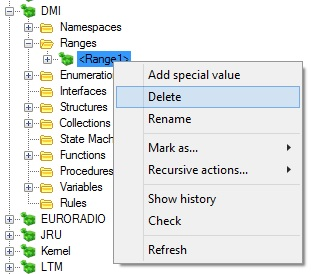 DMI
Namespaces
Ranges
<Range1>
Enumeration
Interfaces
Structures
Collections
State Mach
Functions
Procedures
Variables
Rules
EURORADIO
JRU
Kernel
LTM
Add special value
Delete
Rename
Mark as...
Recursive actions...
Show history
Check
Refresh